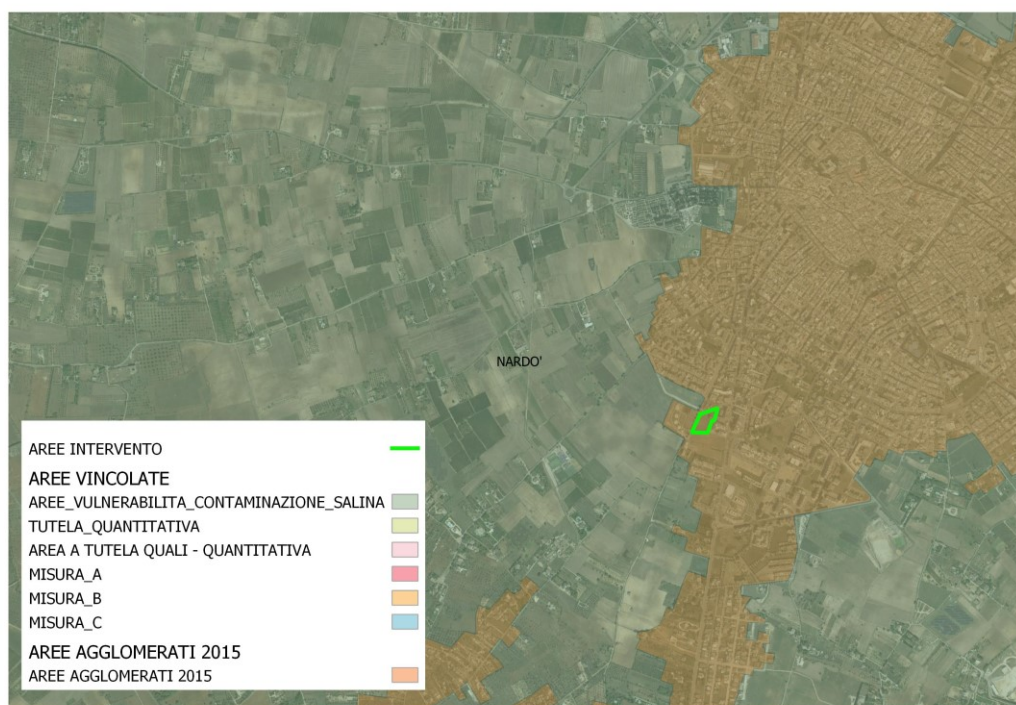 NARDO'
AREE INTERVENTO
AREE VINCOLATE
AREE_VULNERABILITA_CONTAMINAZIONE_SALINA
TUTELA_QUANTITATIVA
AREA A TUTELA QUALI - QUANTITATIVA
MISURA_A
MISURA_B
MISURA_C
AREE AGGLOMERATI 2015
AREE AGGLOMERATI 2015